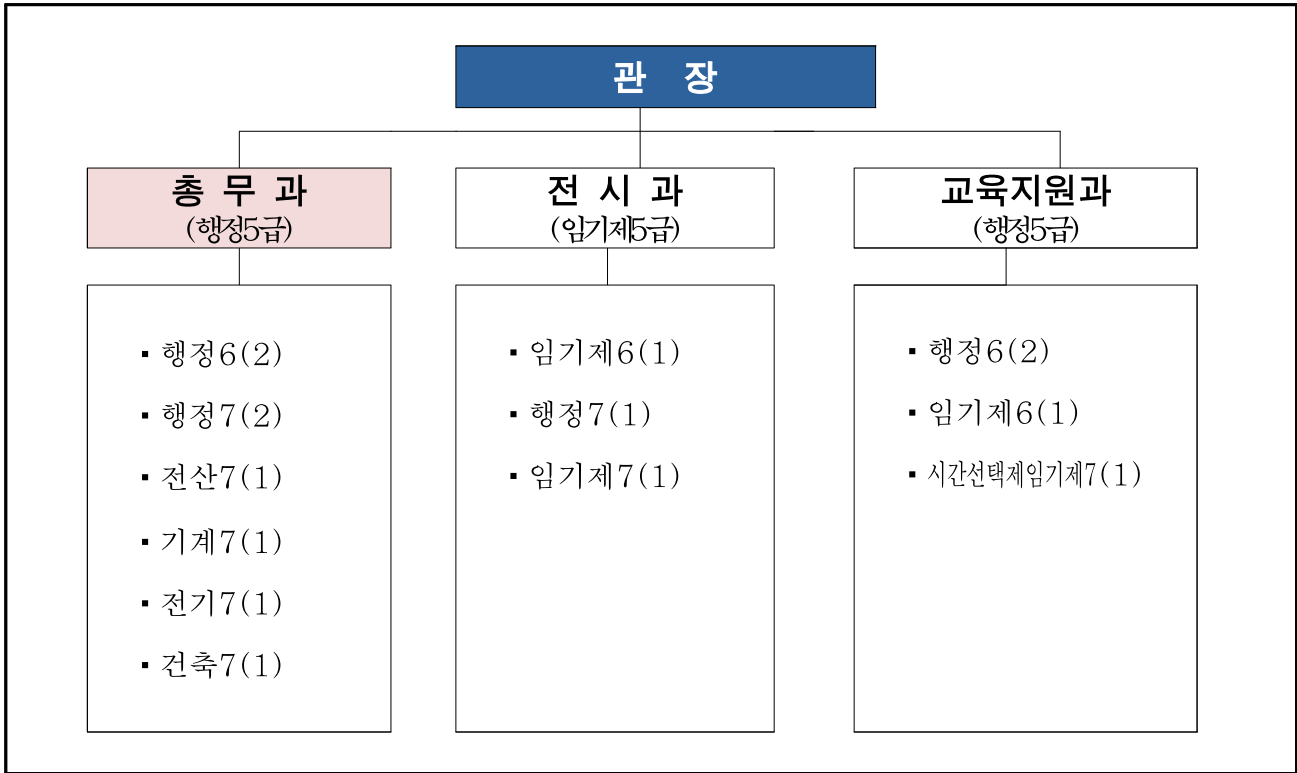 관 장
총 무 과
(행정5급)
▪ 행정6(2)
▪ 행정7(2)
▪ 전산7(1)
▪ 기계7(1)
▪ 전기7(1)
▪ 건축7(1)
전 시 과
(임기제5급)
▪ 임기제6(1)
▪ 행정7(1)
▪ 임기제7(1)
교육지원과
(행정5급)
▪ 행정6(2)
▪ 임기제6(1)
▪ 시간선택제임기제7(1)